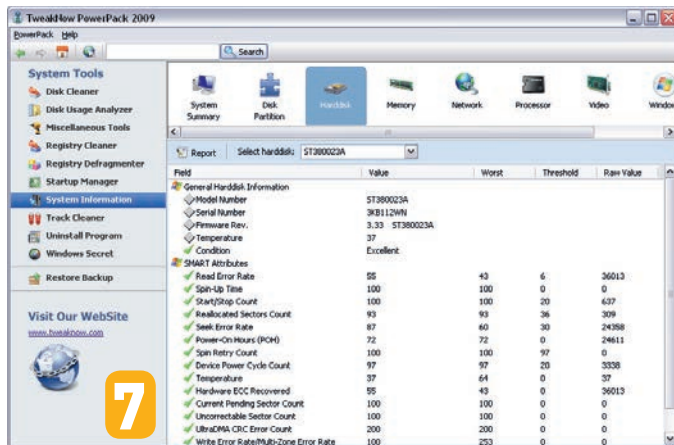 TweakNow PowerPack 2009
PowerPack Help
Search
System Tools
Disk Cleaner
Disk Usage Analyzer
Miscellaneous Tools
Registry Cleaner
Registry Defragmenter
Startup Manager
System Information
Track Cleaner
Uninstall Program
Windows Secret
Restore Backup
Visit Our WebSite
www.tweaknow.com
7
System Summary Disk Partition Harddisk Memory Network Processor Video Window
Report Select harddisk: ST380023A
Field Value Worst Threshold Raw Value
General Harddisk Information
Model Number ST380023A
Serial Number 3KB112WN
Firmware Rev. 3.33 ST380023A
Temperature 37
Condition Excellent
SMART Attributes
Read Error Rate 55 43 6 36013
Spin-Up Time 100 100 0 0
Start/Stop Count 100 100 20 637
Reallocated Sectors Count 93 93 36 309
Seek Error Rate 87 60 30 24358
Power-On Hours (POH) 72 72 0 24611
Spin Retry Count 100 100 97 0
Device Power Cycle Count 97 97 20 3338
Temperature 37 64 0 37
Hardware ECC Recovered 55 43 0 36013
Current Pending Sector Count 100 100 0 0
Uncorrectable Sector Count 100 100 0 0
UltraDMA CRC Error Count 200 200 0 0
Write Error Rate/Multi-Zone Error Rate 100 253